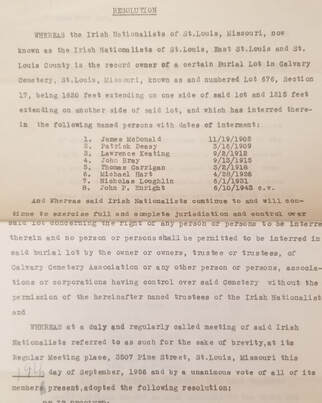 RESOLUTION
WHEREAS the Irish Nationalists of St.Louis, Missouri, now
known as the Irish Nationalists of St.Louis, East St.Louis and St.
Louis County is the record owner of a certain Burial Lot in Calvary
Cemetery, St.Louis, Missouri, known as and numbered Lot 676, Section
17, being 1620 feet extending on one side of said lot and 1215 feet
extending on another side of said lot, and which has interred there-
in the following named persons with dates of interment:
1. James McDonald 11/19/1908
2. Patrick Deasy 3/16/1909
3. Lawrence Keating 9/8/1912
4. John Bray 9/13/1915
5. Thomas Garrigan 3/2/1918
6. Michael Hart 4/28/1926
7. Nicholas Loughlin 6/1/1931
8. John P. Enright 6/10/1943 c.w.
And Whereas said Irish Nationalists continue to and will con-
tinue to exercise full and complete jurisdiction and control over
said lot concerning the right of any person or persons to be interre
therein and no person or persons shall be permitted to be interred in
said burial lot by the owner or owners, trustee or trustees, of
Calvary Cemetery Association or any other person or persons, associa-
tions or corporations having control over said Cemetery without the
permission of the hereinafter named trustees of the Irish Nationalist
and
WHEREAS at a duly and regularly called meeting of said Irish
Nationalists referred to as such for the sake of brevity,at its
Regular Meeting place, 3507 Pine Street, St.Louis, Missouri this
day of September, 1956 and by a unanimous vote of all of its
members present,adopted the following resolution: